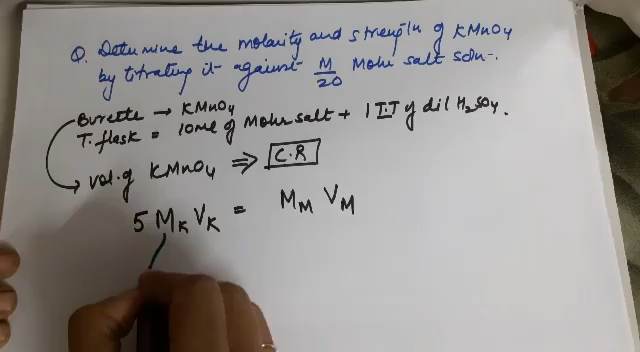 Q. Determine the molarity and strength of KMnO4
by titrating it against M/20 Mohr salt soln.
Burette → KMnO4
T. flask = 10ml of Mohr salt + 1 T.T of dil H2SO4.
Vol. of KMnO4 ⇒ C.R
5 MK VK = MM VM